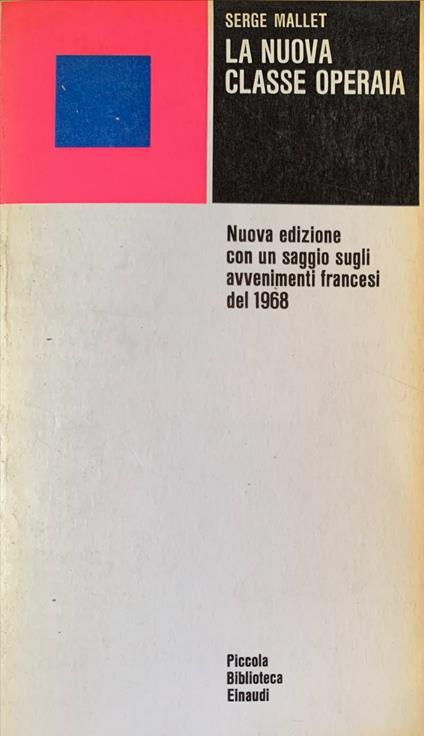 SERGE MALLET
LA NUOVA
CLASSE OPERAIA
Nuova edizione
con un saggio sugli
avvenimenti francesi
del 1968
Piccola
Biblioteca
Einaudi